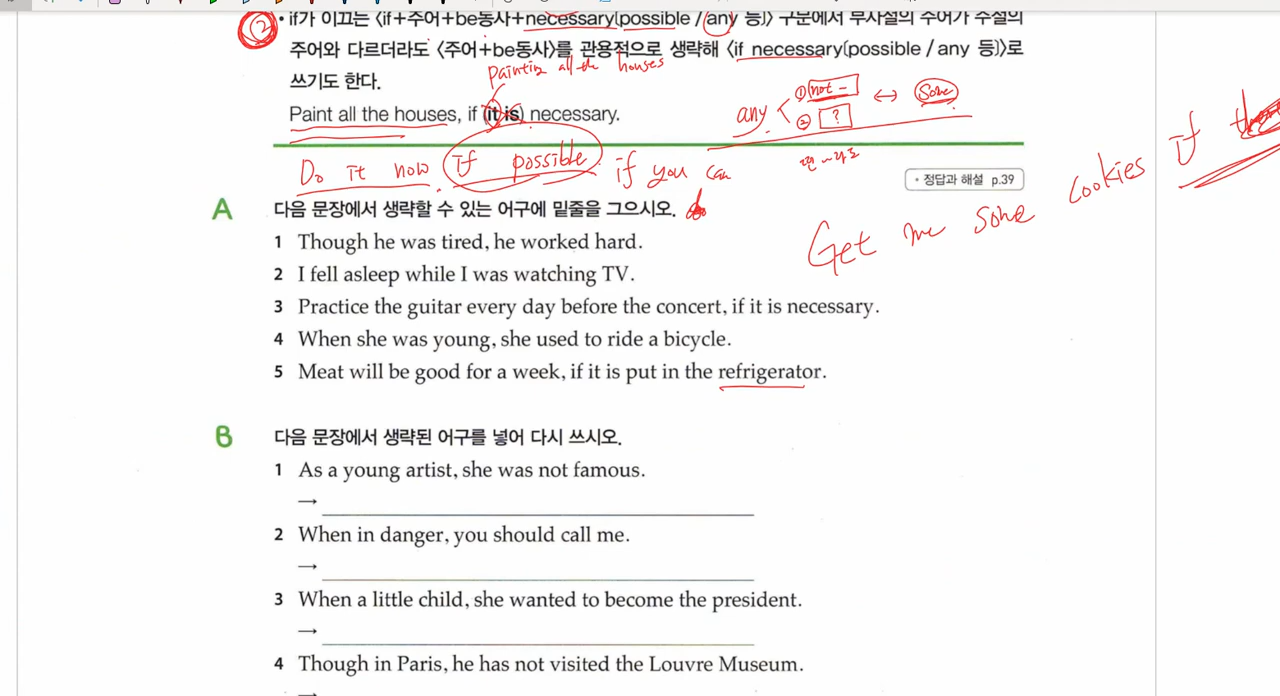 ② • if가 이끄는 〈if+주어+be동사+necessary[possible / any 등]〉 구문에서 부사절의 주어가 주절의
주어와 다르더라도 〈주어+be동사〉를 관용적으로 생략해 〈if necessary(possible / any 등)〉로
쓰기도 한다.
Painting all the houses
Paint all the houses, if (it is) necessary.
any ① not - ↔ Some
② ?
Do it now if possible. if you can
• 정답과 해설 p.39
Get me some cookies if
A 다음 문장에서 생략할 수 있는 어구에 밑줄을 그으시오.
1 Though he was tired, he worked hard.
2 I fell asleep while I was watching TV.
3 Practice the guitar every day before the concert, if it is necessary.
4 When she was young, she used to ride a bicycle.
5 Meat will be good for a week, if it is put in the refrigerator.
B 다음 문장에서 생략된 어구를 넣어 다시 쓰시오.
1 As a young artist, she was not famous.
→
2 When in danger, you should call me.
→
3 When a little child, she wanted to become the president.
→
4 Though in Paris, he has not visited the Louvre Museum.
→